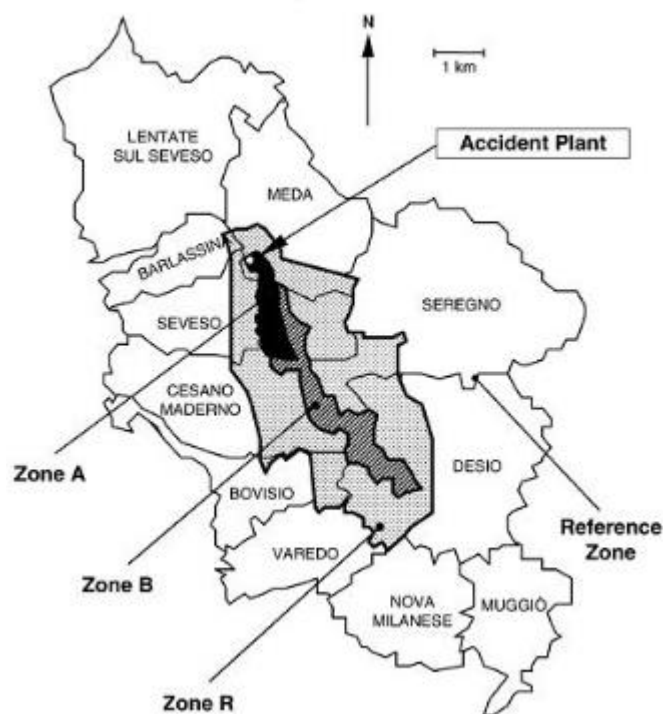 N
1 km
LENTATE
SUL SEVESO
Accident Plant
MEDA
BARLASSINA
SEREGNO
SEVESO
CESANO
MADERNO
Zone A
DESIO
BOVISIO
Reference
Zone
VAREDO
Zone B
NOVA
MILANESE
MUGGIÒ
Zone R